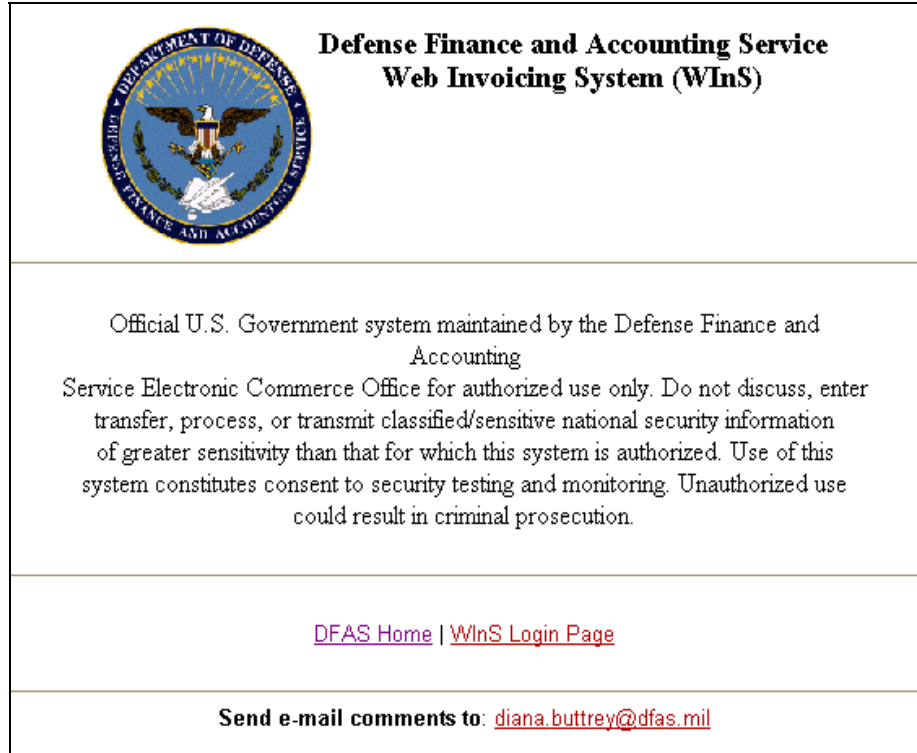 Defense Finance and Accounting Service
Web Invoicing System (WInS)
DEPARTMENT OF DEFENSE
DEFENSE FINANCE AND ACCOUNTING SERVICE
Official U.S. Government system maintained by the Defense Finance and
Accounting
Service Electronic Commerce Office for authorized use only. Do not discuss, enter
transfer, process, or transmit classified/sensitive national security information
of greater sensitivity than that for which this system is authorized. Use of this
system constitutes consent to security testing and monitoring. Unauthorized use
could result in criminal prosecution.
DFAS Home | WInS Login Page
Send e-mail comments to: diana.buttrey@dfas.mil